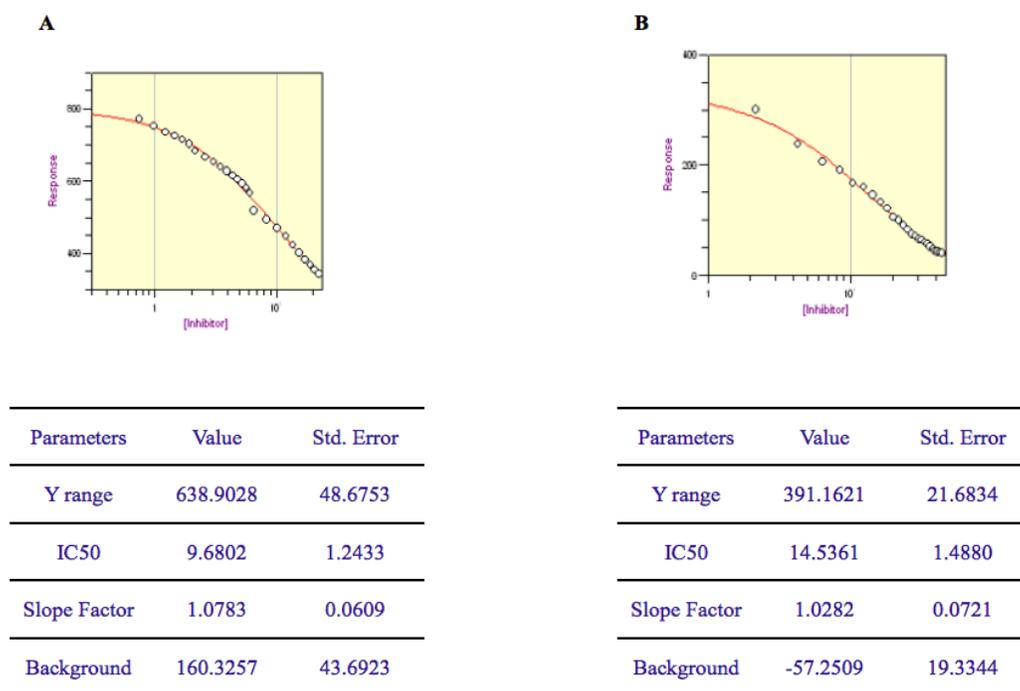 A
800
600
400
Response
1 10
[Inhibitor]
B
400
200
0
Response
1 10
[Inhibitor]
Parameters Value Std. Error
Y range 638.9028 48.6753
IC50 9.6802 1.2433
Slope Factor 1.0783 0.0609
Background 160.3257 43.6923
Parameters Value Std. Error
Y range 391.1621 21.6834
IC50 14.5361 1.4880
Slope Factor 1.0282 0.0721
Background -57.2509 19.3344